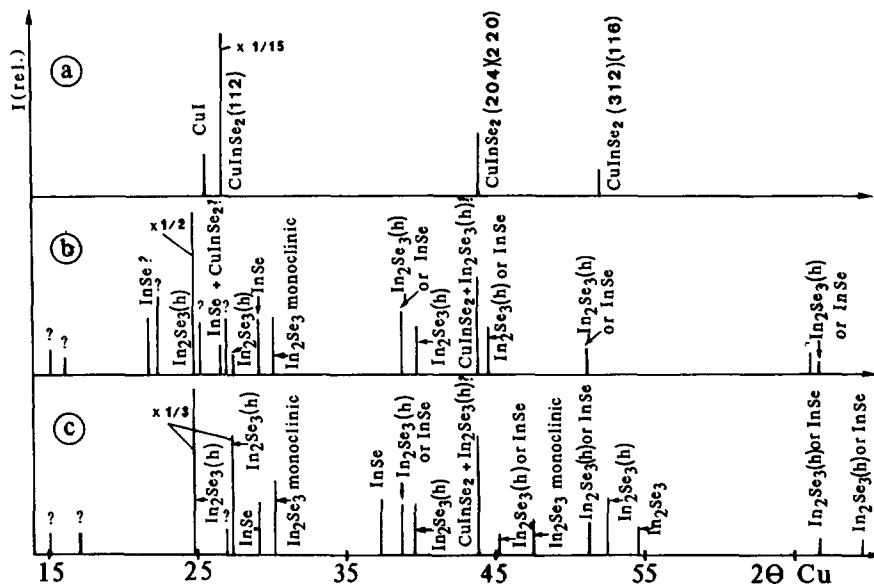 I(rel.)
a
CuI
x 1/15
CuInSe2(112)
CuInSe2 (204)(220)
CuInSe2 (312)(116)
b
?
?
InSe ?
?
x 1/2
In2Se3(h)
?
InSe + CuInSe2?
?
In2Se3(h)
InSe
In2Se3 monoclinic
In2Se3(h)
or InSe
In2Se3(h)
CuInSe2 + In2Se3(h)?
In2Se3(h) or InSe
In2Se3(h)
or InSe
?
In2Se3(h)
or InSe
c
?
?
x 1/3
In2Se3(h)
?
In2Se3(h)
InSe
In2Se3 monoclinic
InSe
In2Se3(h)
or InSe
In2Se3(h)
CuInSe2 + In2Se3(h)?
In2Se3(h) or InSe
In2Se3 monoclinic
In2Se3(h) or InSe
In2Se3(h)
In2Se3
In2Se3(h) or InSe
In2Se3(h) or InSe
15 25 35 45 55 2Θ Cu